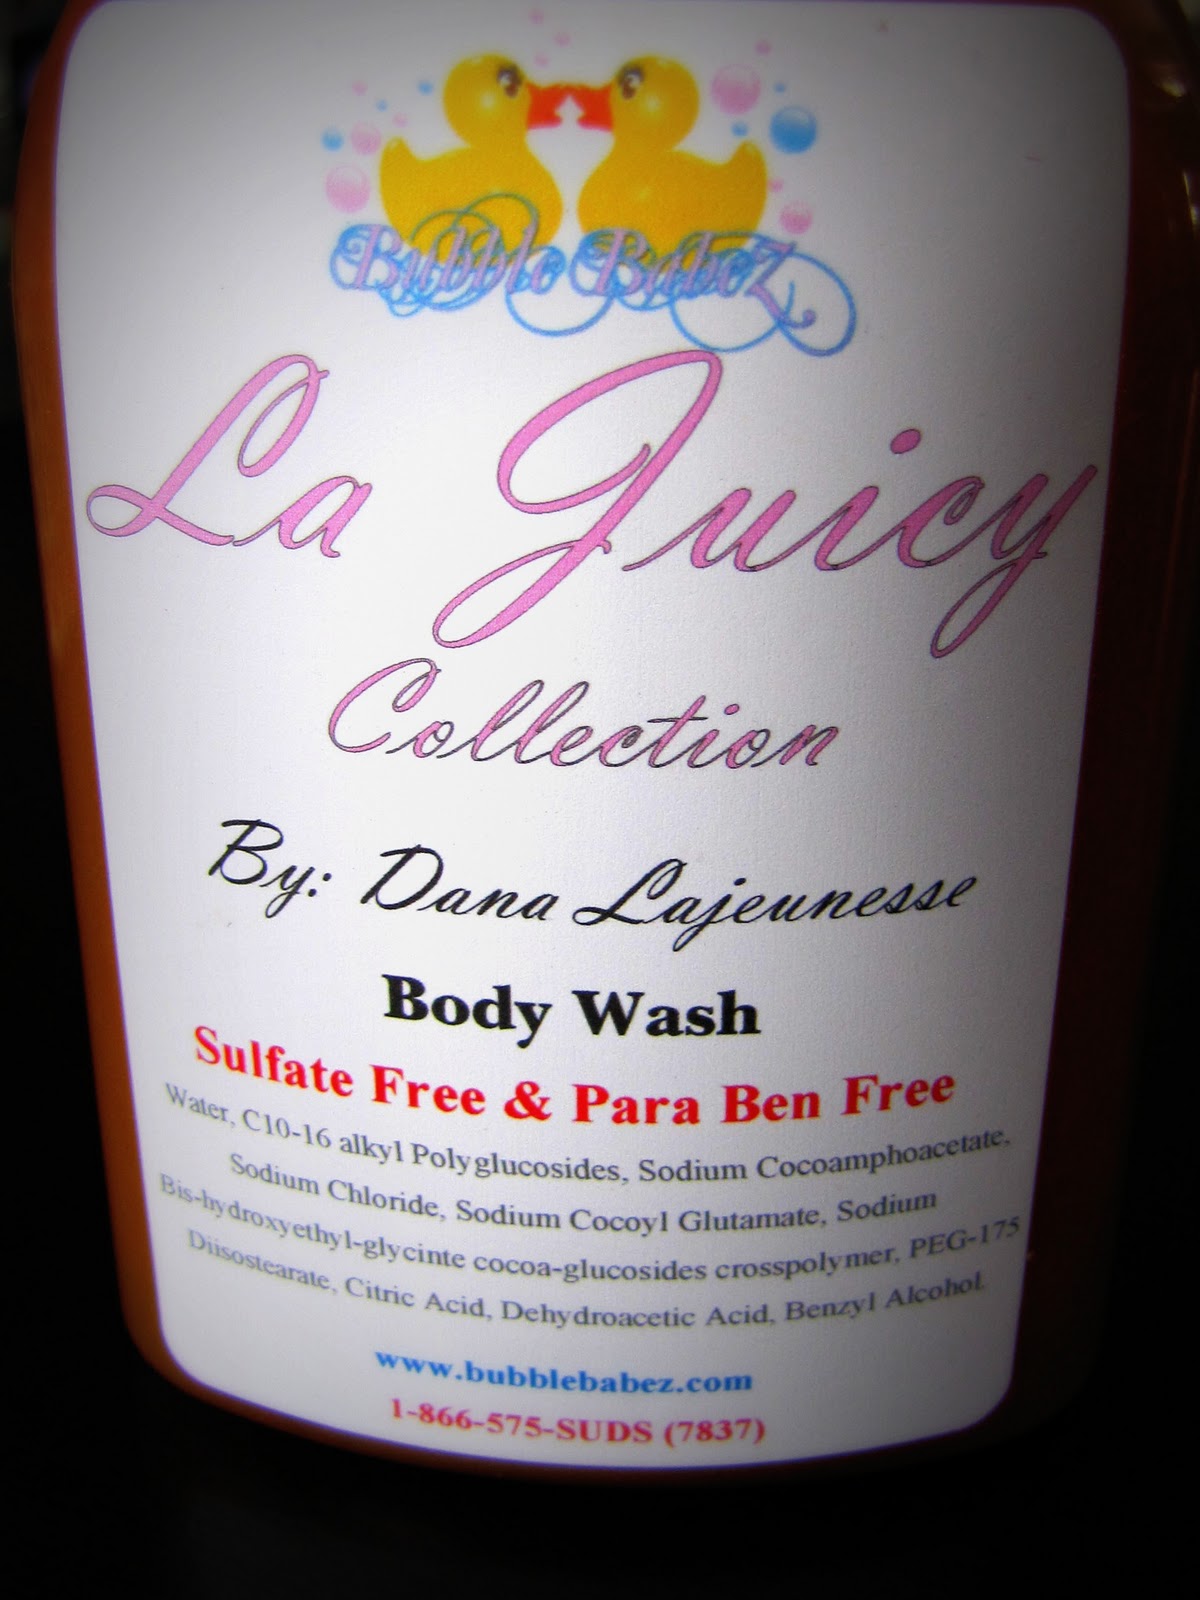 Bubble BabeZ
La Juicy
Collection
By: Dana Lajeunesse
Body Wash
Sulfate Free & Para Ben Free
Water, C10-16 alkyl Polyglucosides, Sodium Cocoamphoacetate,
Sodium Chloride, Sodium Cocoyl Glutamate, Sodium
Bis-hydroxyethyl-glycinte cocoa-glucosides crosspolymer, PEG-175
Diisostearate, Citric Acid, Dehydroacetic Acid, Benzyl Alcohol.
www.bubblebabez.com
1-866-575-SUDS (7837)